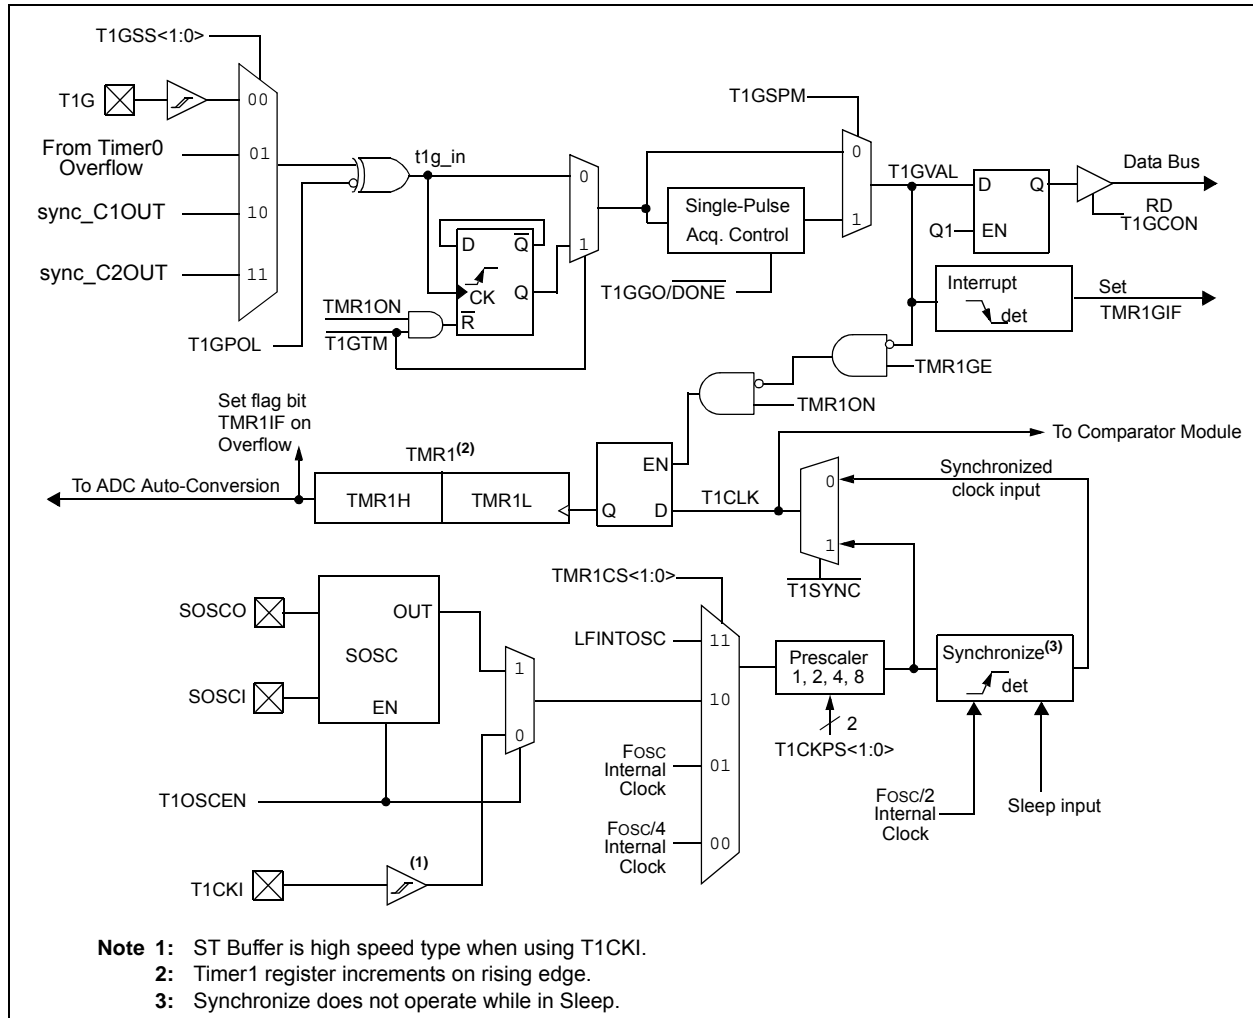 T1GSS<1:0>
T1G
00
From Timer0
Overflow
01
sync_C1OUT
10
sync_C2OUT
11
T1GPOL
t1g_in
0
1
D
Q
CK
Q
R
TMR1ON
T1GTM
T1GSPM
0
1
Single-Pulse
Acq. Control
T1GGO/DONE
T1GVAL
D
Q
Q1
EN
Data Bus
RD
T1GCON
Interrupt
det
Set
TMR1GIF
TMR1GE
TMR1ON
Set flag bit
TMR1IF on
Overflow
To ADC Auto-Conversion
TMR1(2)
TMR1H
TMR1L
EN
Q
D
T1CLK
To Comparator Module
0
1
Synchronized
clock input
T1SYNC
SOSCO
SOSCI
OUT
SOSC
EN
1
0
T1OSCEN
T1CKI
(1)
TMR1CS<1:0>
LFINTOSC
11
10
FOSC
Internal
Clock
01
FOSC/4
Internal
Clock
00
Prescaler
1, 2, 4, 8
2
T1CKPS<1:0>
Synchronize(3)
det
FOSC/2
Internal
Clock
Sleep input
Note 1: ST Buffer is high speed type when using T1CKI.
2: Timer1 register increments on rising edge.
3: Synchronize does not operate while in Sleep.